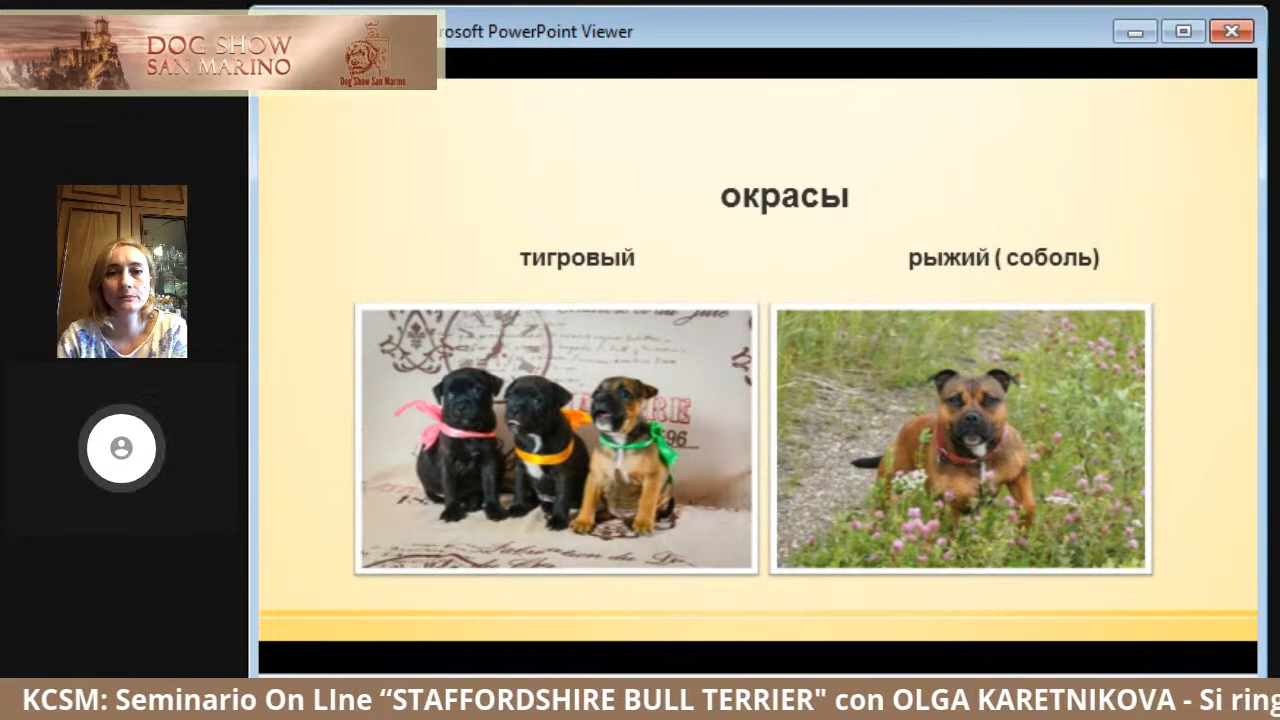 DOG SHOW
SAN MARINO
Dog Show San Marino
rosoft PowerPoint Viewer
окрасы
тигровый
рыжий ( соболь)
KCSM: Seminario On LIne “STAFFORDSHIRE BULL TERRIER" con OLGA KARETNIKOVA - Si ring